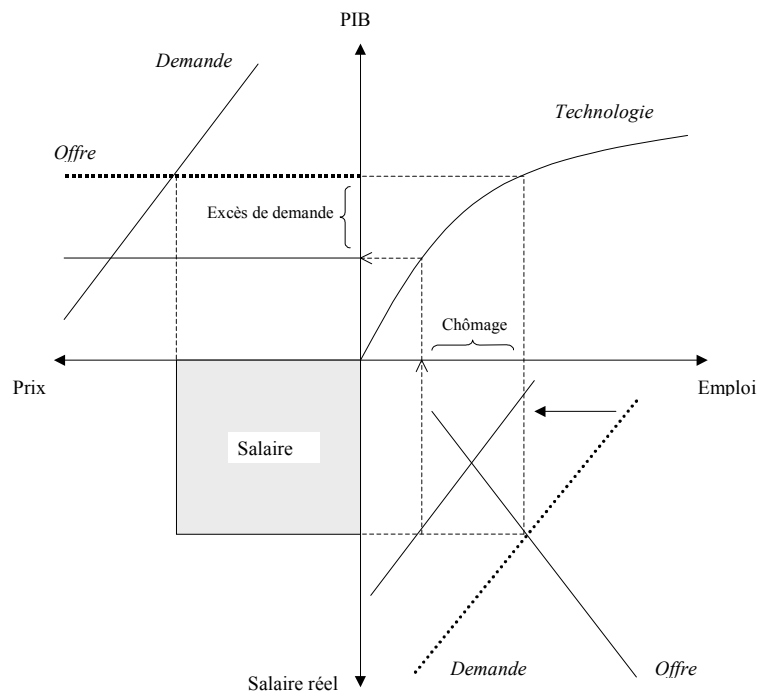 PIB
Demande
Technologie
Offre
Excès de demande
Chômage
Prix
Emploi
Salaire
Salaire réel
Demande
Offre